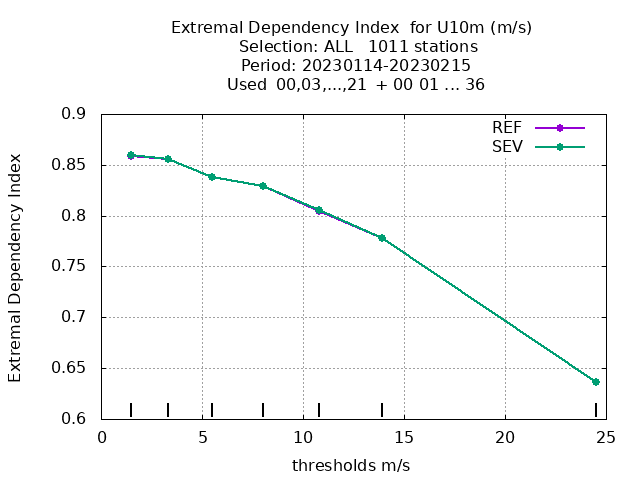 Extremal Dependency Index  for U10m (m/s)
Selection: ALL   1011 stations
Period: 20230114-20230215
Used  00,03,...,21  + 00 01 ... 36
REF
SEV
Extremal Dependency Index
0.9
0.85
0.8
0.75
0.7
0.65
0.6
0 5 10 15 20 25
thresholds m/s